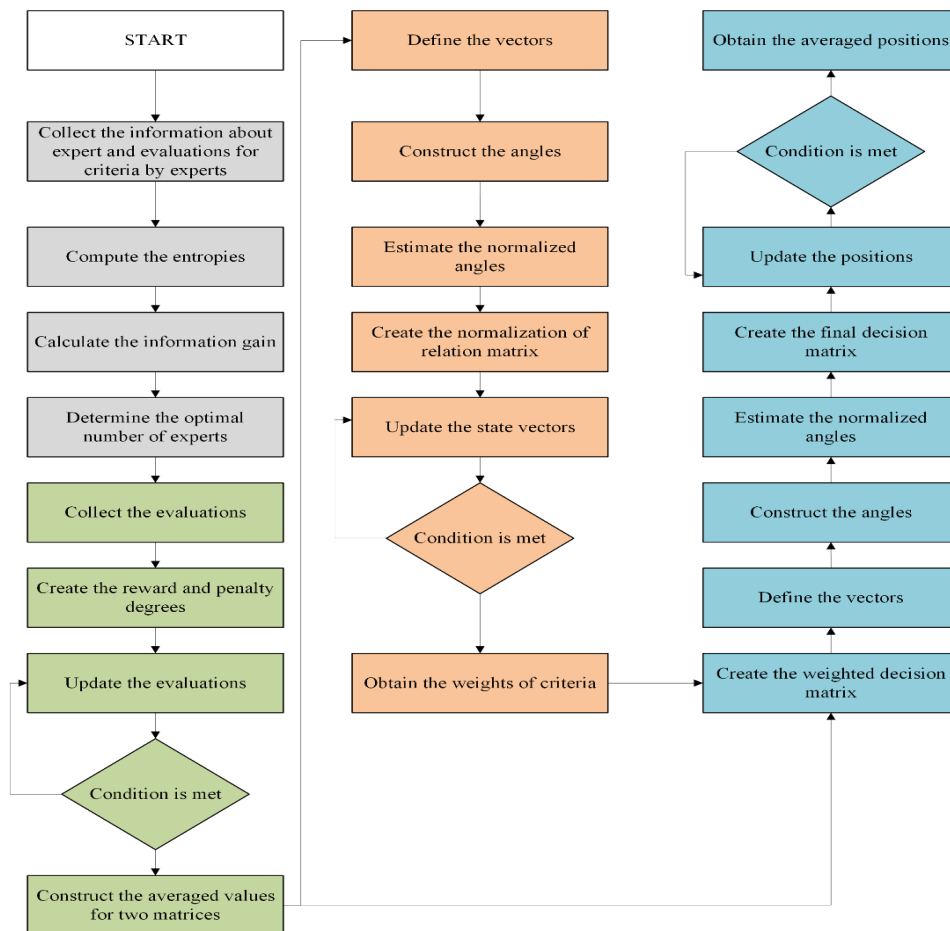 START
Collect the information about
expert and evaluations for
criteria by experts
Compute the entropies
Calculate the information gain
Determine the optimal
number of experts
Collect the evaluations
Create the reward and penalty
degrees
Update the evaluations
Condition is met
Construct the averaged values
for two matrices
Define the vectors
Construct the angles
Estimate the normalized
angles
Create the normalization of
relation matrix
Update the state vectors
Condition is met
Obtain the weights of criteria
Obtain the averaged positions
Condition is met
Update the positions
Create the final decision
matrix
Estimate the normalized
angles
Construct the angles
Define the vectors
Create the weighted decision
matrix